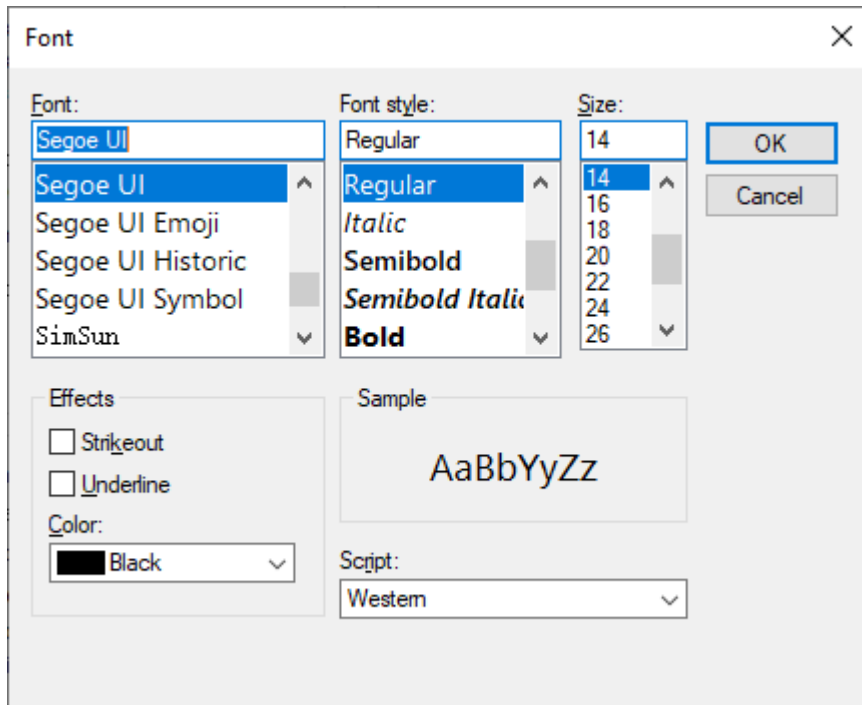 Font
Font:
Segoe UI
Segoe UI
Segoe UI Emoji
Segoe UI Historic
Segoe UI Symbol
SimSun
Font style:
Regular
Regular
Italic
Semibold
Semibold Italic
Bold
Size:
14
14
16
18
20
22
24
26
OK
Cancel
Effects
Strikeout
Underline
Color:
Black
Sample
AaBbYyZz
Script:
Western